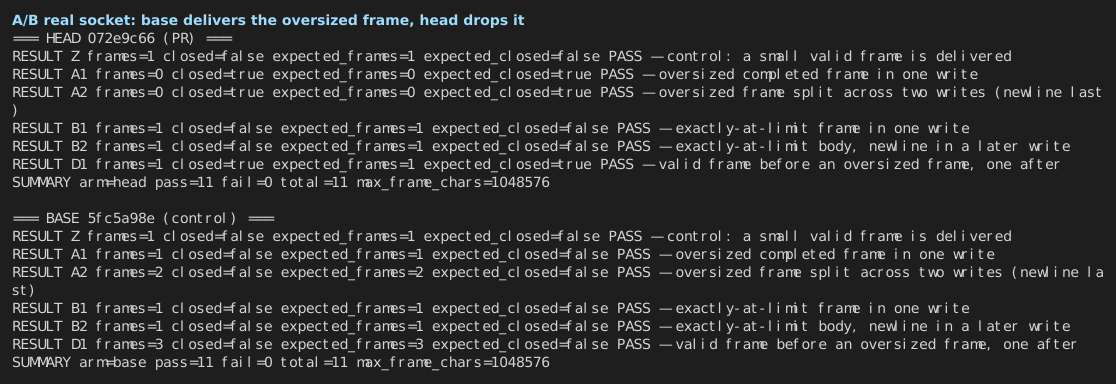 A/B real socket: base delivers the oversized frame, head drops it
=== HEAD 072e9c66 (PR) ===
RESULT Z frames=1 closed=false expected_frames=1 expected_closed=false PASS — control: a small valid frame is delivered
RESULT A1 frames=0 closed=true expected_frames=0 expected_closed=true PASS — oversized completed frame in one write
RESULT A2 frames=0 closed=true expected_frames=0 expected_closed=true PASS — oversized frame split across two writes (newline last
)
RESULT B1 frames=1 closed=false expected_frames=1 expected_closed=false PASS — exactly-at-limit frame in one write
RESULT B2 frames=1 closed=false expected_frames=1 expected_closed=false PASS — exactly-at-limit body, newline in a later write
RESULT D1 frames=1 closed=true expected_frames=1 expected_closed=true PASS — valid frame before an oversized frame, one after
SUMMARY arm=head pass=11 fail=0 total=11 max_frame_chars=1048576

=== BASE 5fc5a98e (control) ===
RESULT Z frames=1 closed=false expected_frames=1 expected_closed=false PASS — control: a small valid frame is delivered
RESULT A1 frames=1 closed=false expected_frames=1 expected_closed=false PASS — oversized completed frame in one write
RESULT A2 frames=2 closed=false expected_frames=2 expected_closed=false PASS — oversized frame split across two writes (newline la
st)
RESULT B1 frames=1 closed=false expected_frames=1 expected_closed=false PASS — exactly-at-limit frame in one write
RESULT B2 frames=1 closed=false expected_frames=1 expected_closed=false PASS — exactly-at-limit body, newline in a later write
RESULT D1 frames=3 closed=false expected_frames=3 expected_closed=false PASS — valid frame before an oversized frame, one after
SUMMARY arm=base pass=11 fail=0 total=11 max_frame_chars=1048576